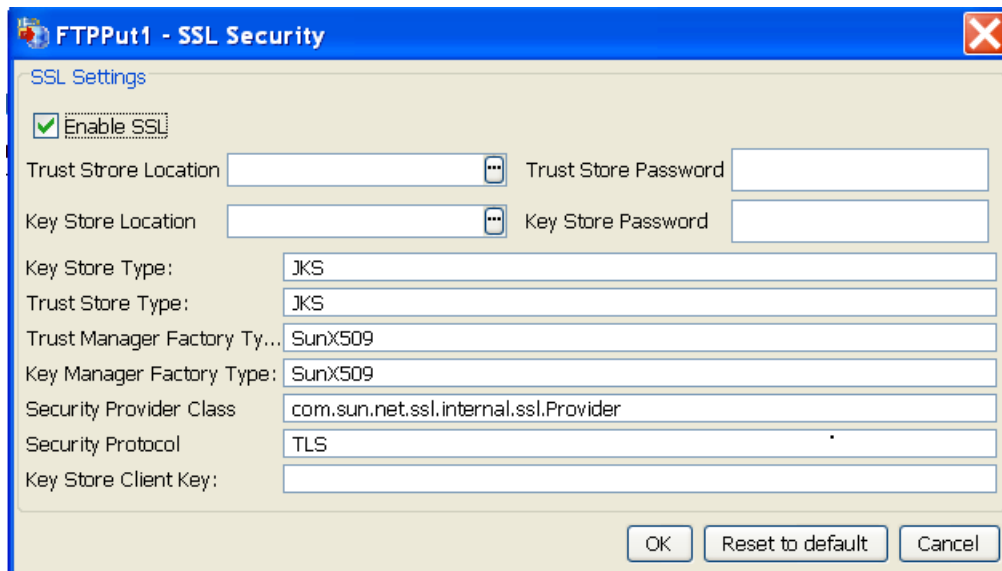 FTPPut1 - SSL Security
SSL Settings
Enable SSL
Trust Strore Location
Trust Store Password
Key Store Location
Key Store Password
Key Store Type: JKS
Trust Store Type: JKS
Trust Manager Factory Ty... SunX509
Key Manager Factory Type: SunX509
Security Provider Class com.sun.net.ssl.internal.ssl.Provider
Security Protocol TLS
Key Store Client Key:
OK Reset to default Cancel